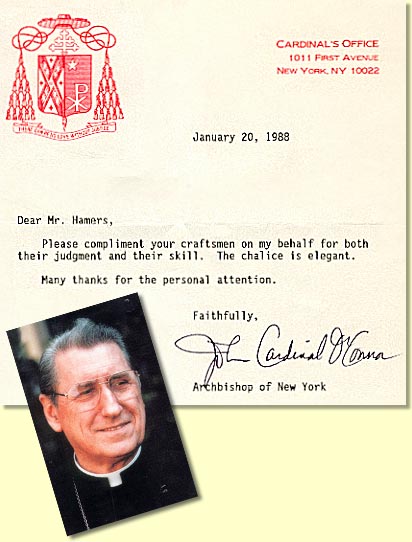 CARDINAL'S OFFICE
1011 FIRST AVENUE
NEW YORK, NY 10022
January 20, 1988
Dear Mr. Hamers,
Please compliment your craftsmen on my behalf for both
their judgment and their skill. The chalice is elegant.
Many thanks for the personal attention.
Faithfully,
John Cardinal O'Connor
Archbishop of New York